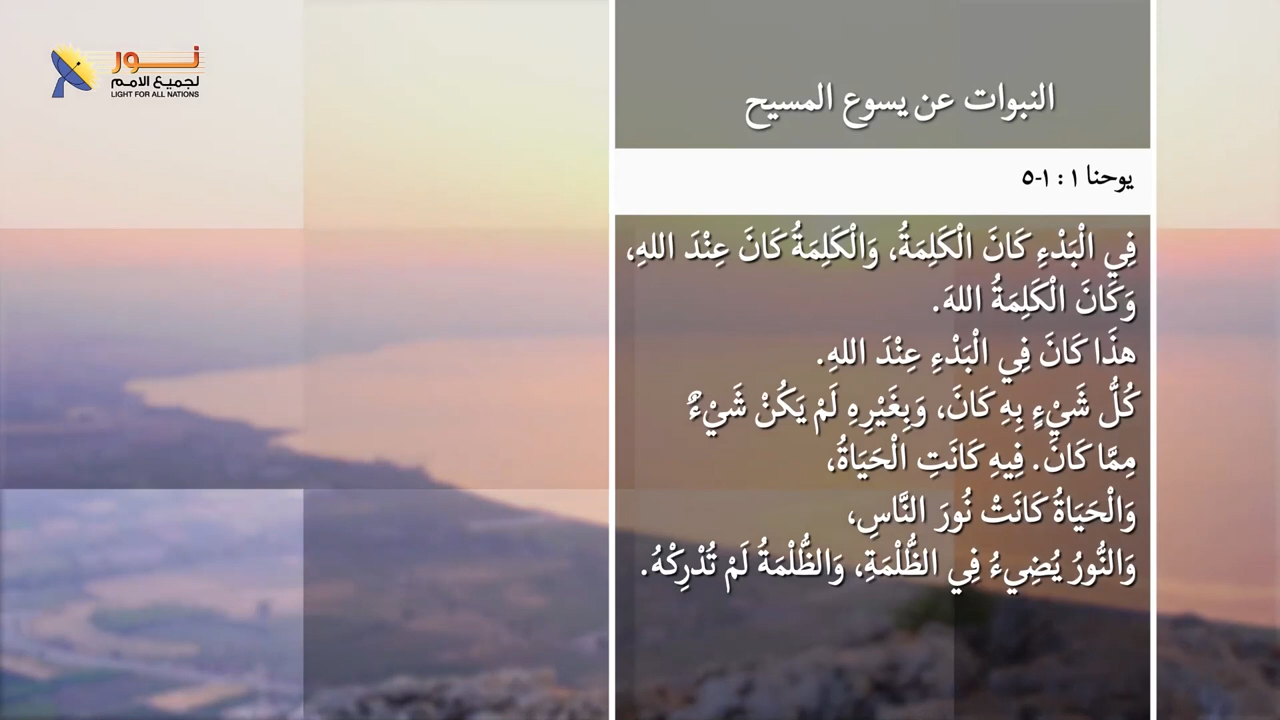 نور
لجميع الامم
LIGHT FOR ALL NATIONS
النبوات عن يسوع المسيح
يوحنا ١ : ١-٥
فِي الْبَدْءِ كَانَ الْكَلِمَةُ، وَالْكَلِمَةُ كَانَ عِنْدَ اللهِ،
وَكَانَ الْكَلِمَةُ اللهَ.
هذَا كَانَ فِي الْبَدْءِ عِنْدَ اللهِ.
كُلُّ شَيْءٍ بِهِ كَانَ، وَبِغَيْرِهِ لَمْ يَكُنْ شَيْءٌ
مِمَّا كَانَ. فِيهِ كَانَتِ الْحَيَاةُ،
وَالْحَيَاةُ كَانَتْ نُورَ النَّاسِ،
وَالنُّورُ يُضِيءُ فِي الظُّلْمَةِ، وَالظُّلْمَةُ لَمْ تُدْرِكْهُ.